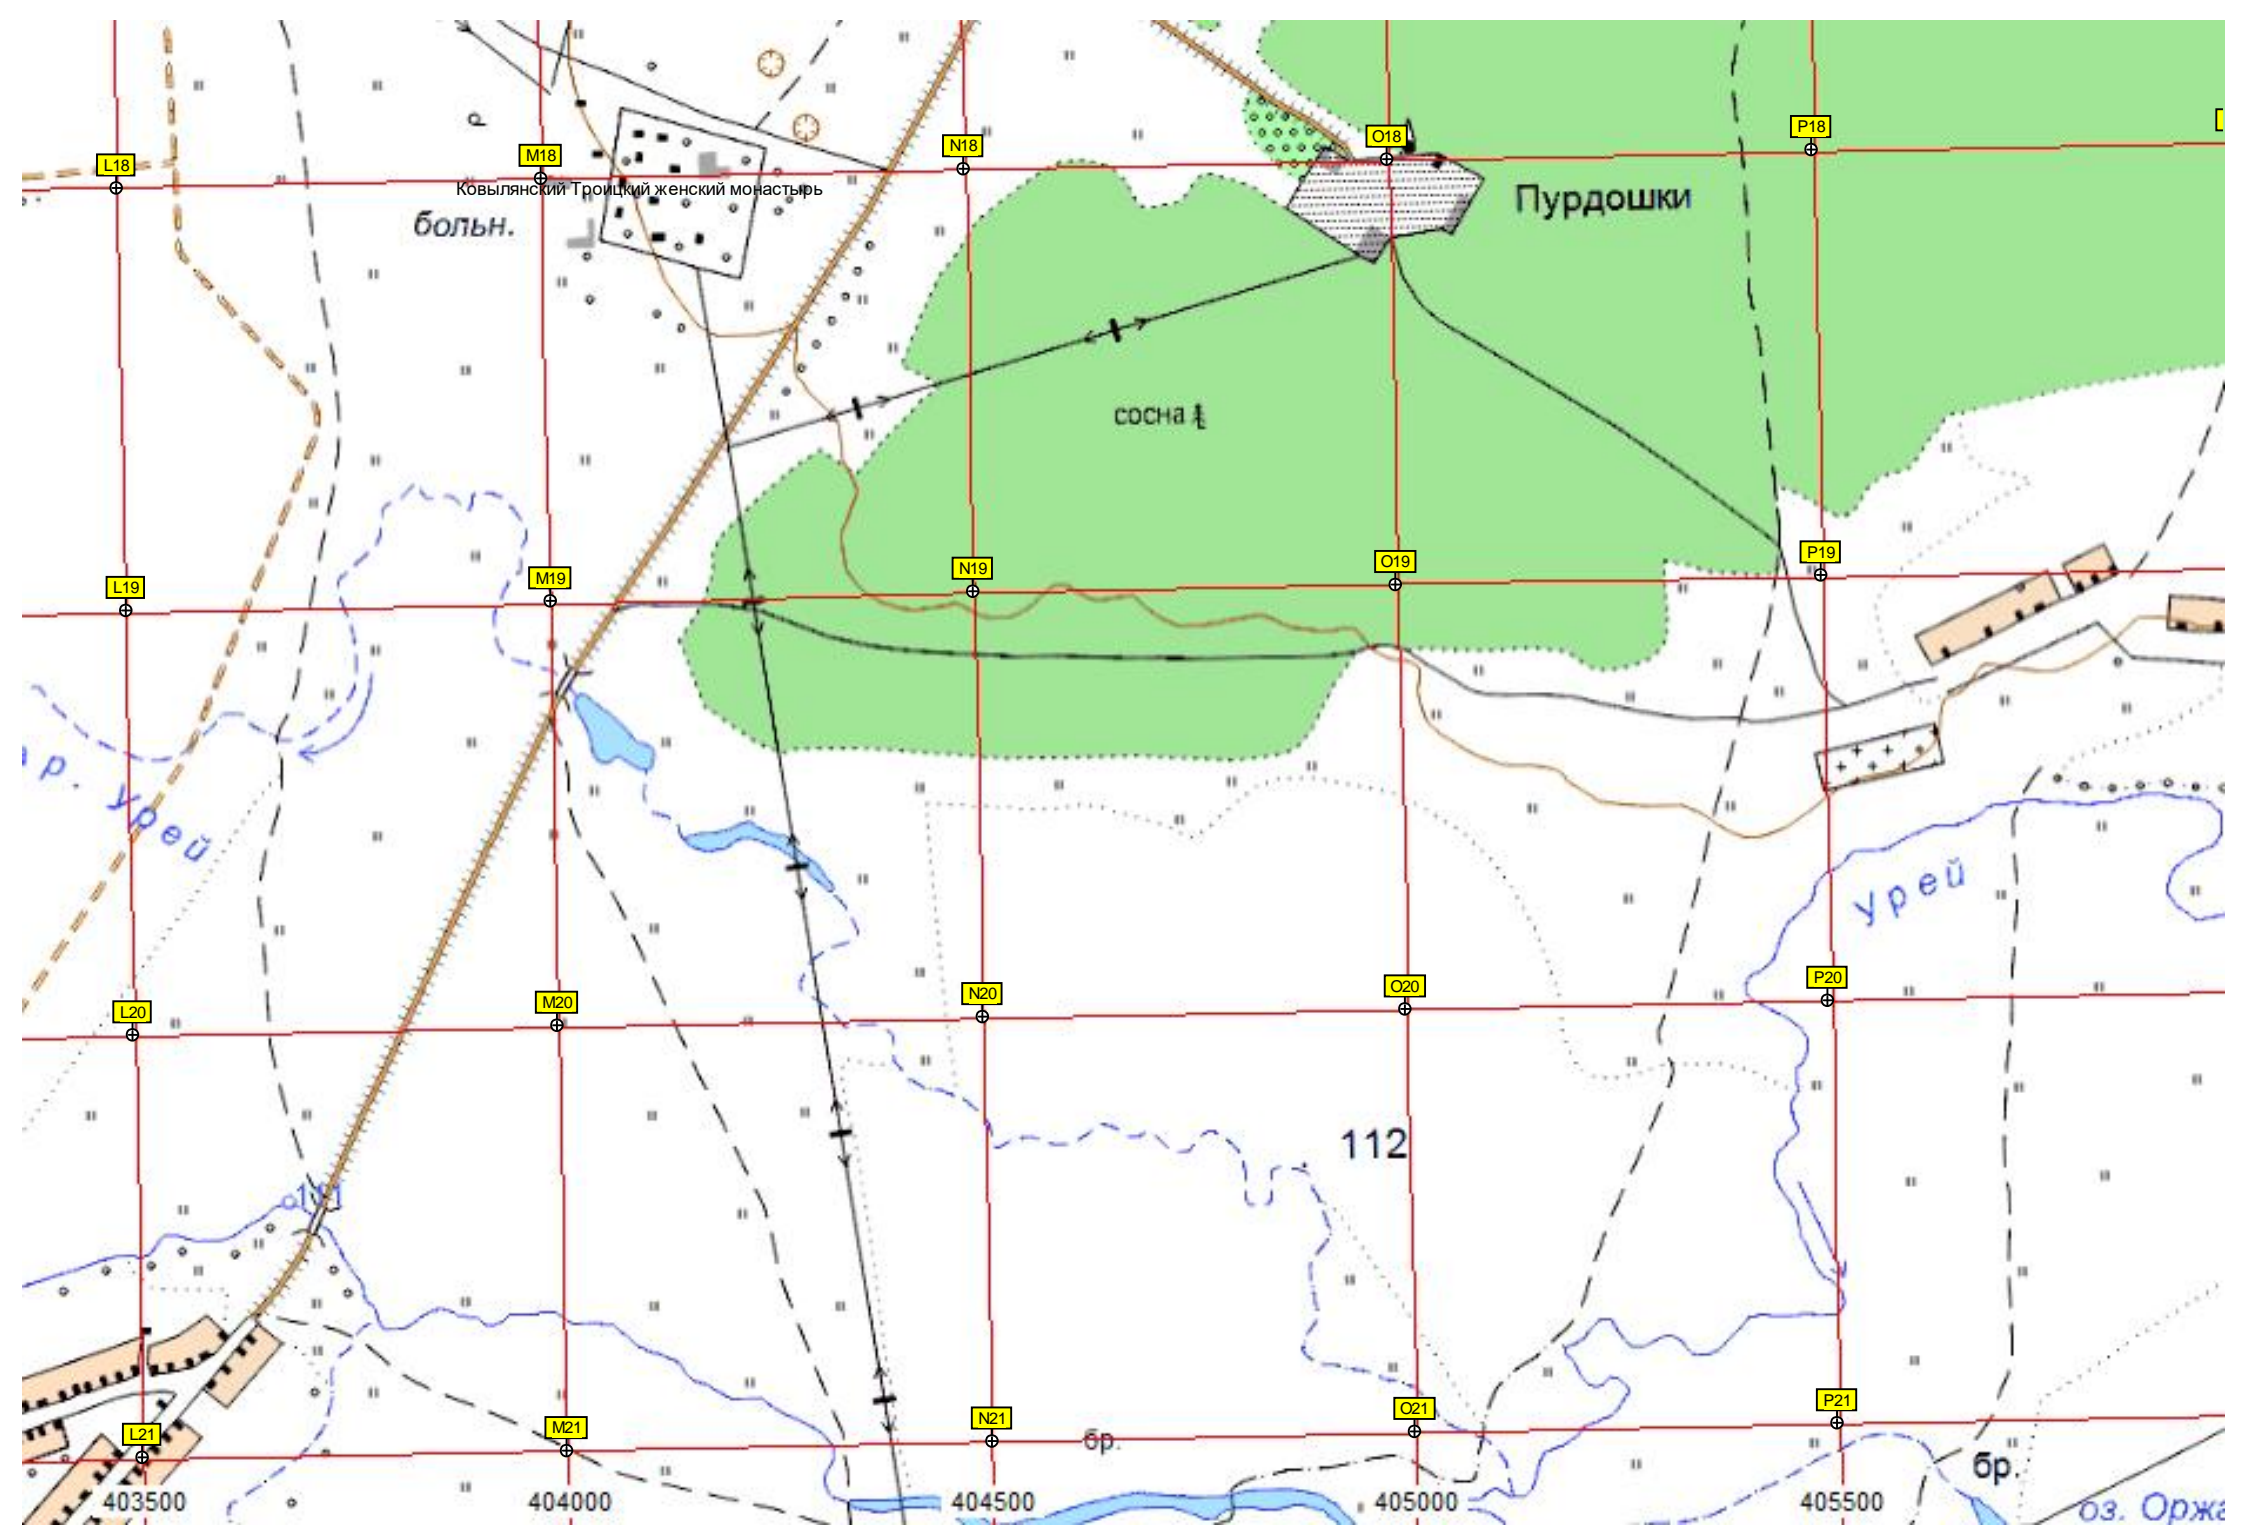 P18
O18
N18
M18
L18
р
Ковылянский Троицкий женский монастырь
Пурдошки
больн.
сосна
P19
O19
N19
M19
L19
р. Урей
Урей
P20
O20
N20
M20
L20
112
P21
O21
N21
M21
L21
бр.
бр.
403500
404000
404500
405000
405500
оз. Оржа